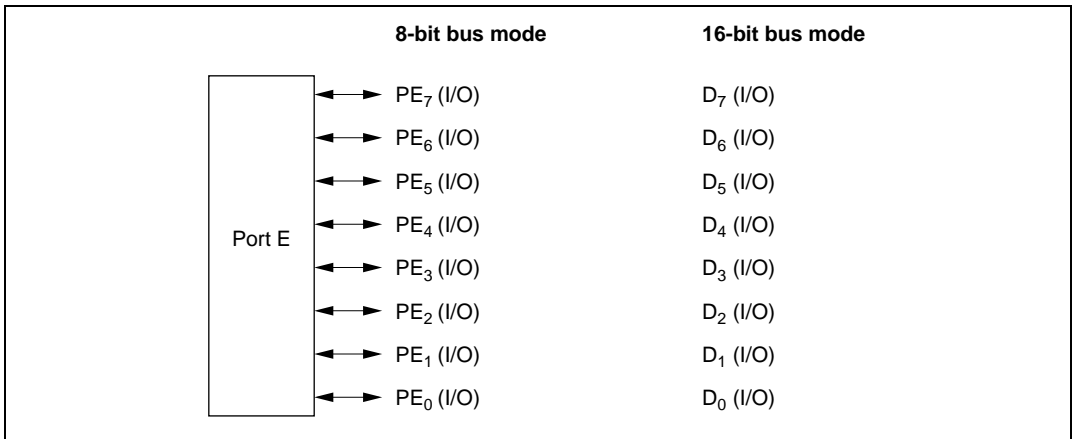 8-bit bus mode 16-bit bus mode
PE₇ (I/O) D₇ (I/O)
PE₆ (I/O) D₆ (I/O)
PE₅ (I/O) D₅ (I/O)
PE₄ (I/O) D₄ (I/O)
Port E
PE₃ (I/O) D₃ (I/O)
PE₂ (I/O) D₂ (I/O)
PE₁ (I/O) D₁ (I/O)
PE₀ (I/O) D₀ (I/O)